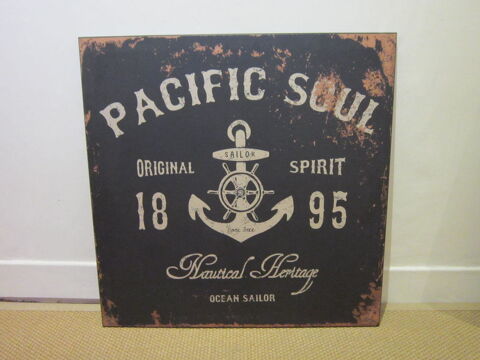 PACIFIC SOUL
SAILOR
ORIGINAL SPIRIT
18 95
Nautical Heritage
OCEAN SAILOR